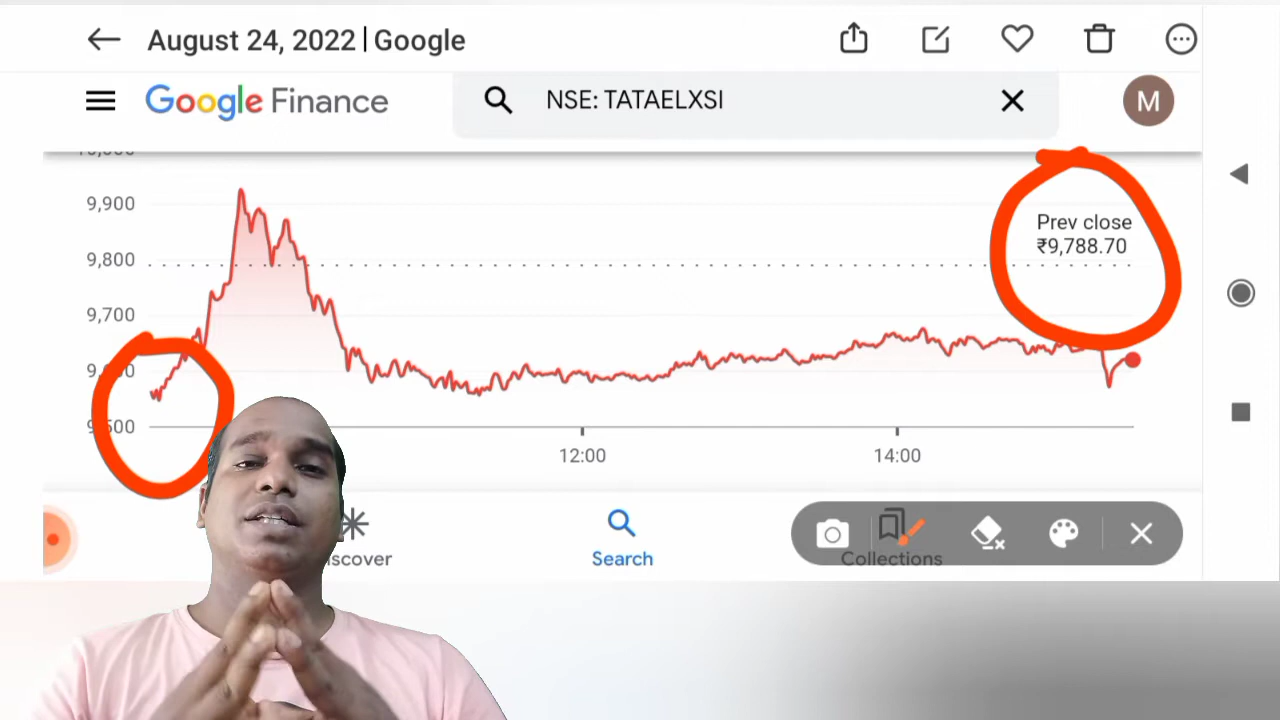 August 24, 2022 | Google
Google Finance
NSE: TATAELXSI
M
9,900
Prev close
₹9,788.70
9,800
9,700
12:00
14:00
Search
Collections